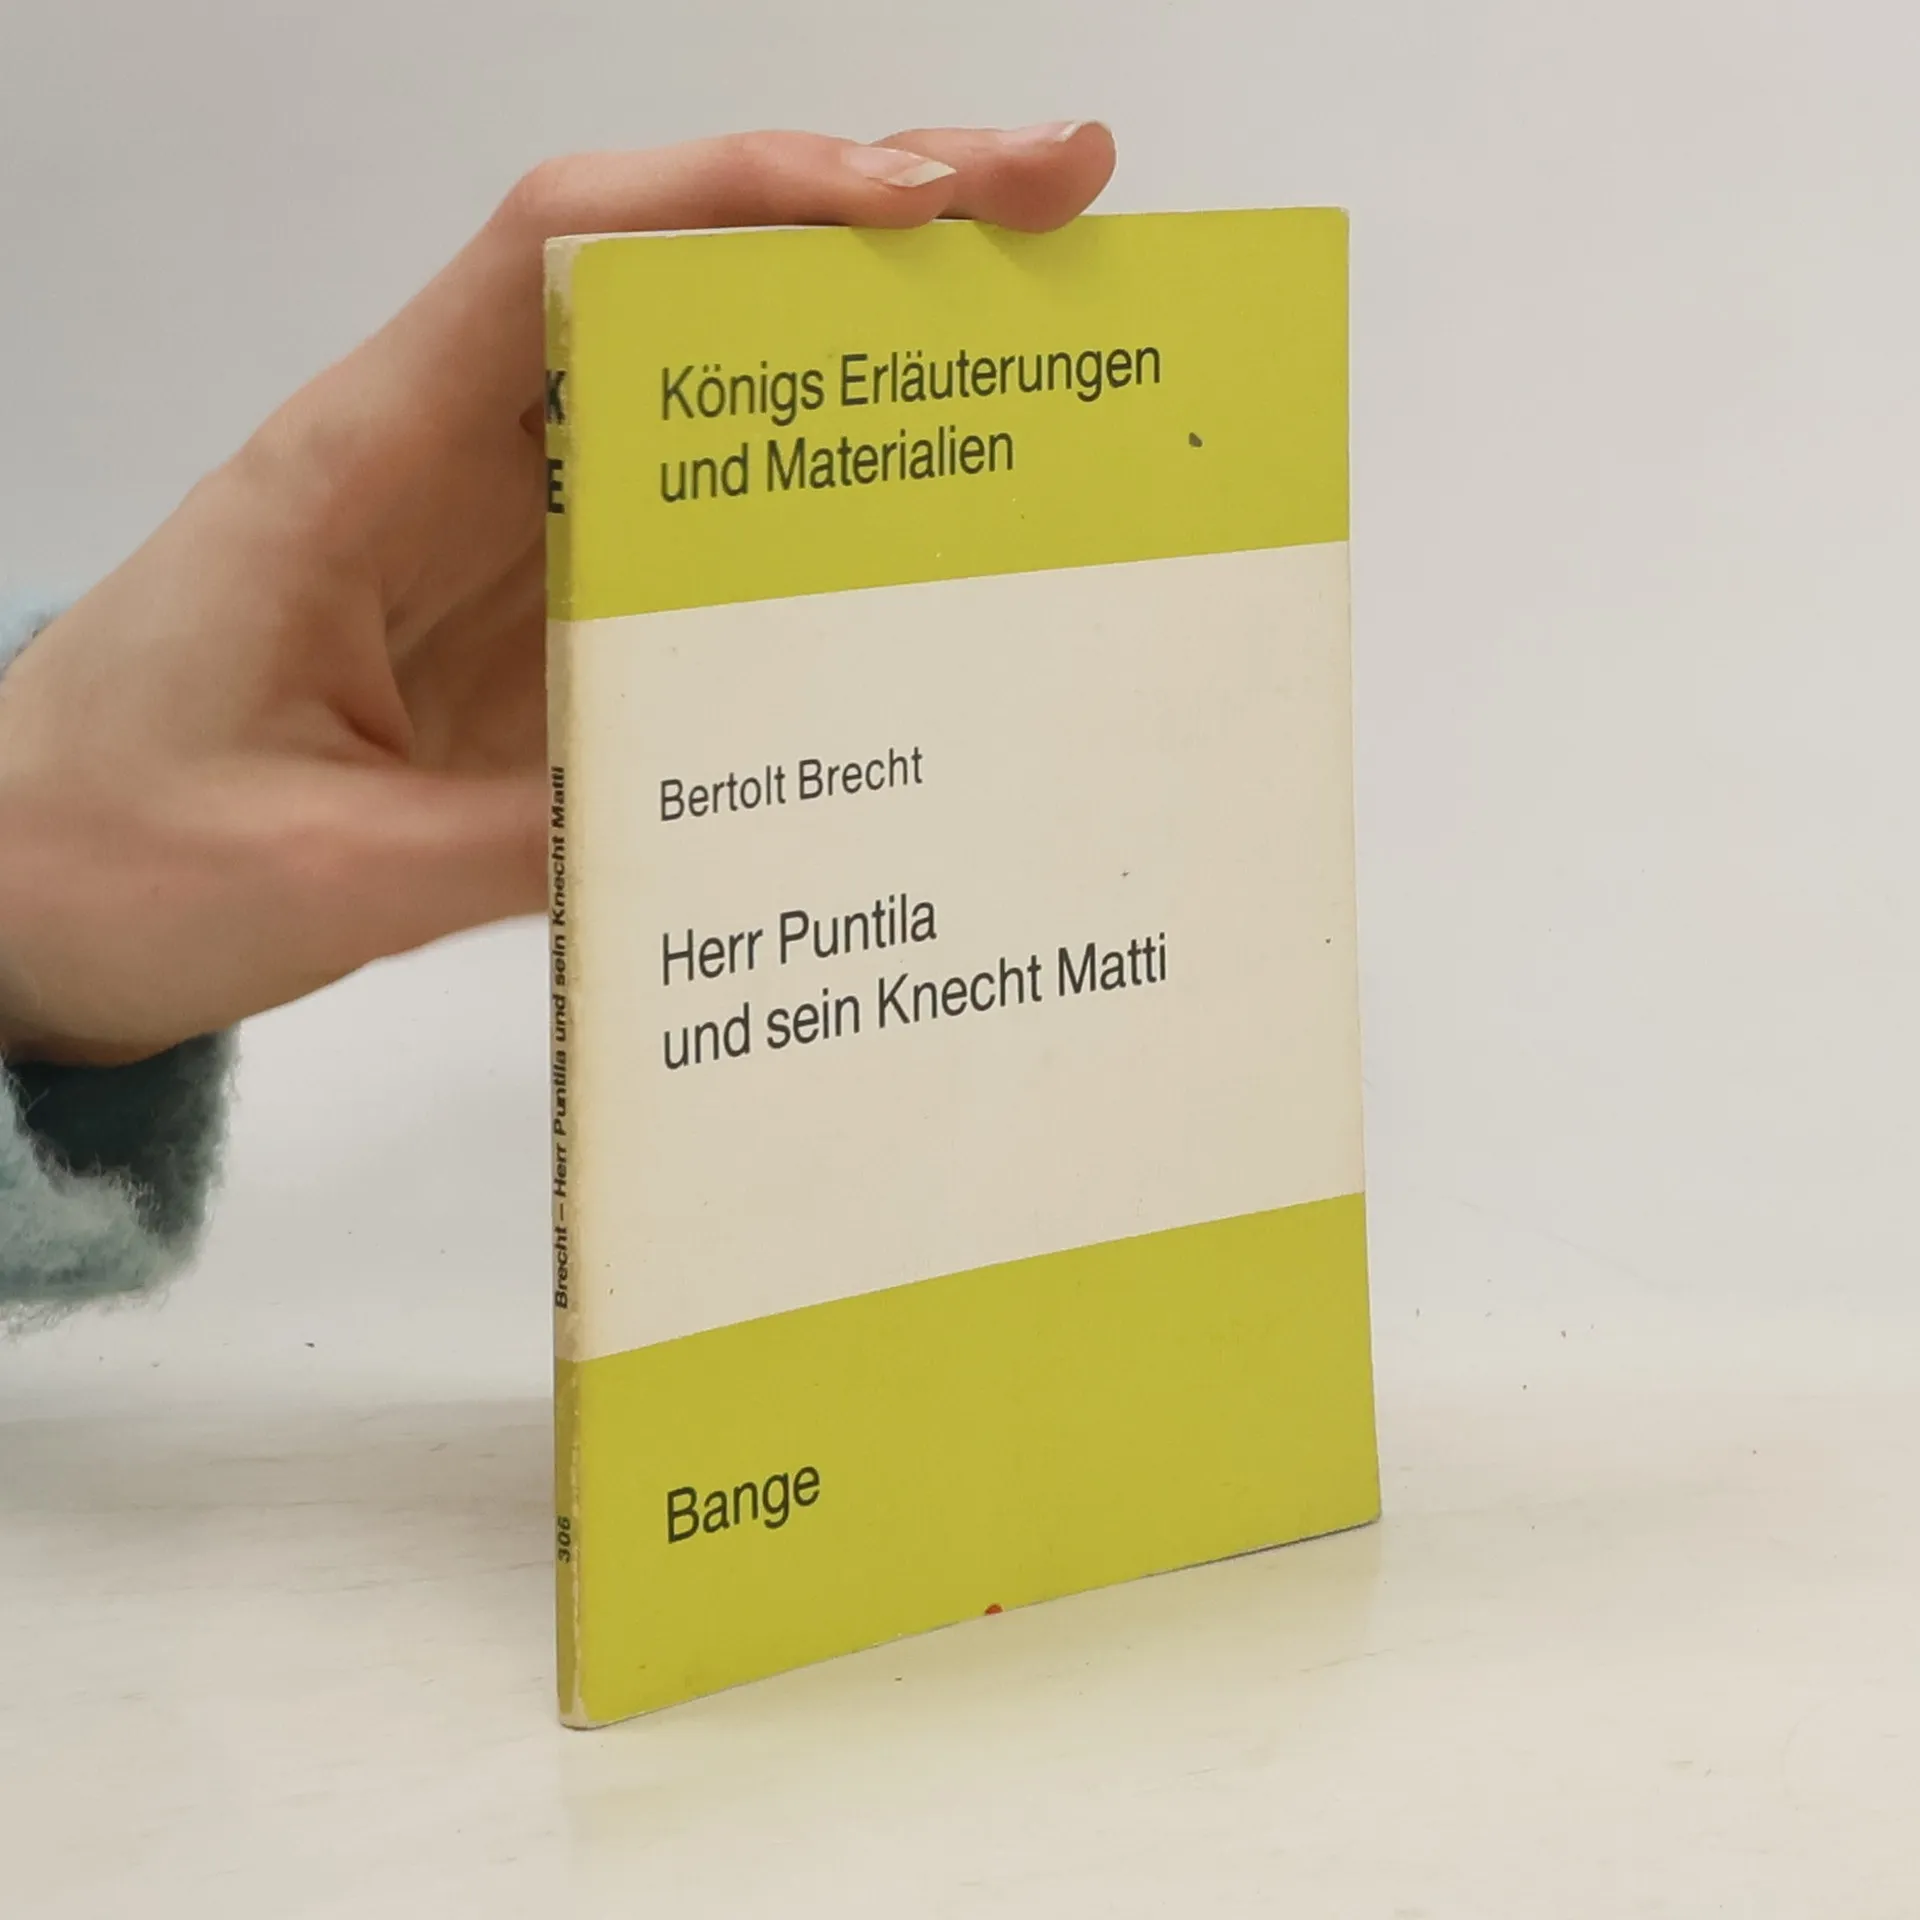 Königs Erläuterungen
und Materialien
Bertolt Brecht
Herr Puntila
und sein Knecht Matti
Bange
K
E
Brecht – Herr Puntila und sein Knecht Matti
306